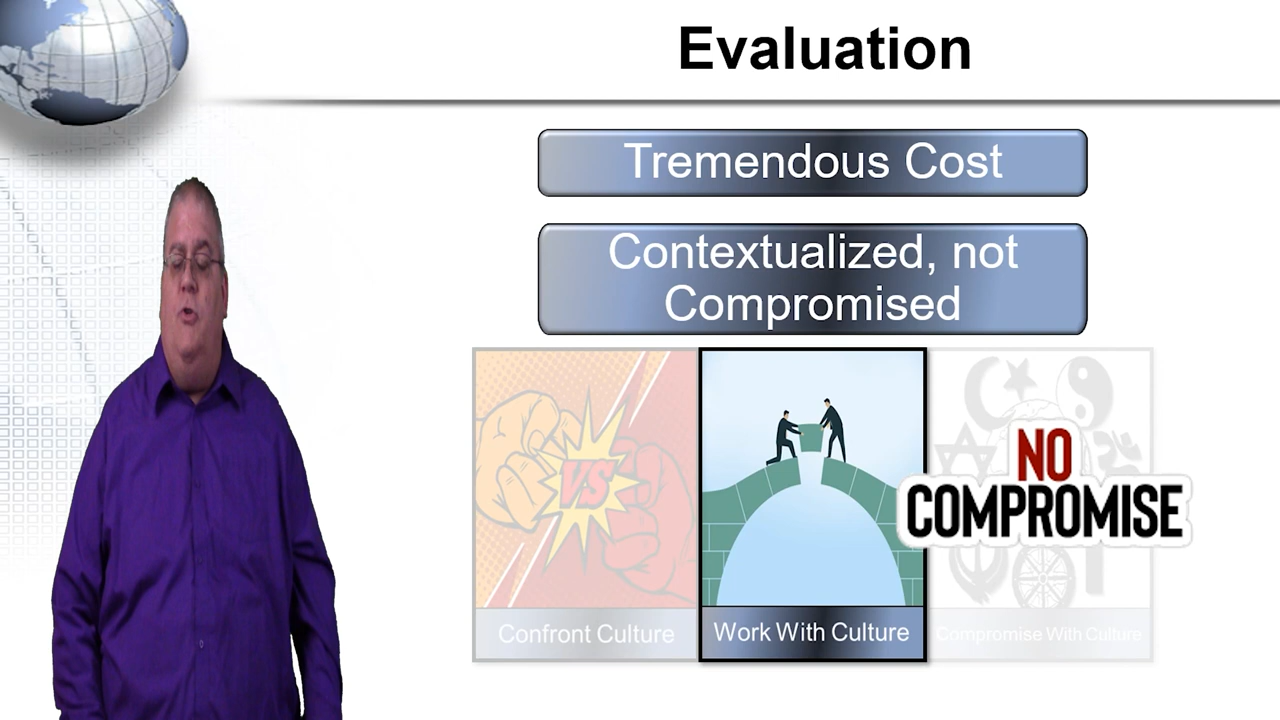 Evaluation
Tremendous Cost
Contextualized, not
Compromised
VS
NO
COMPROMISE
Confront Culture
Work With Culture
Compromise With Culture